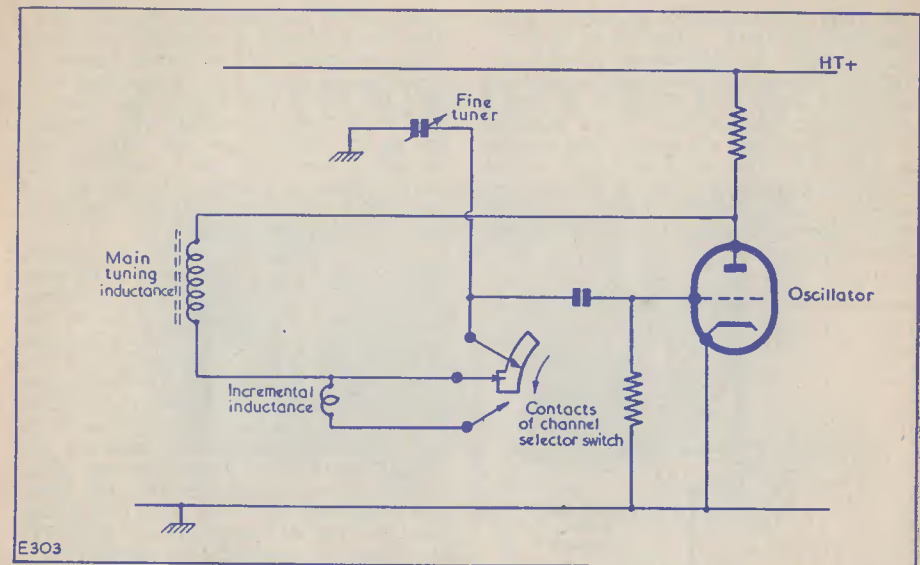 HT+
Fine
tuner
Main
tuning
inductance
Oscillator
Incremental
inductance
Contacts
of channel
selector switch
E303